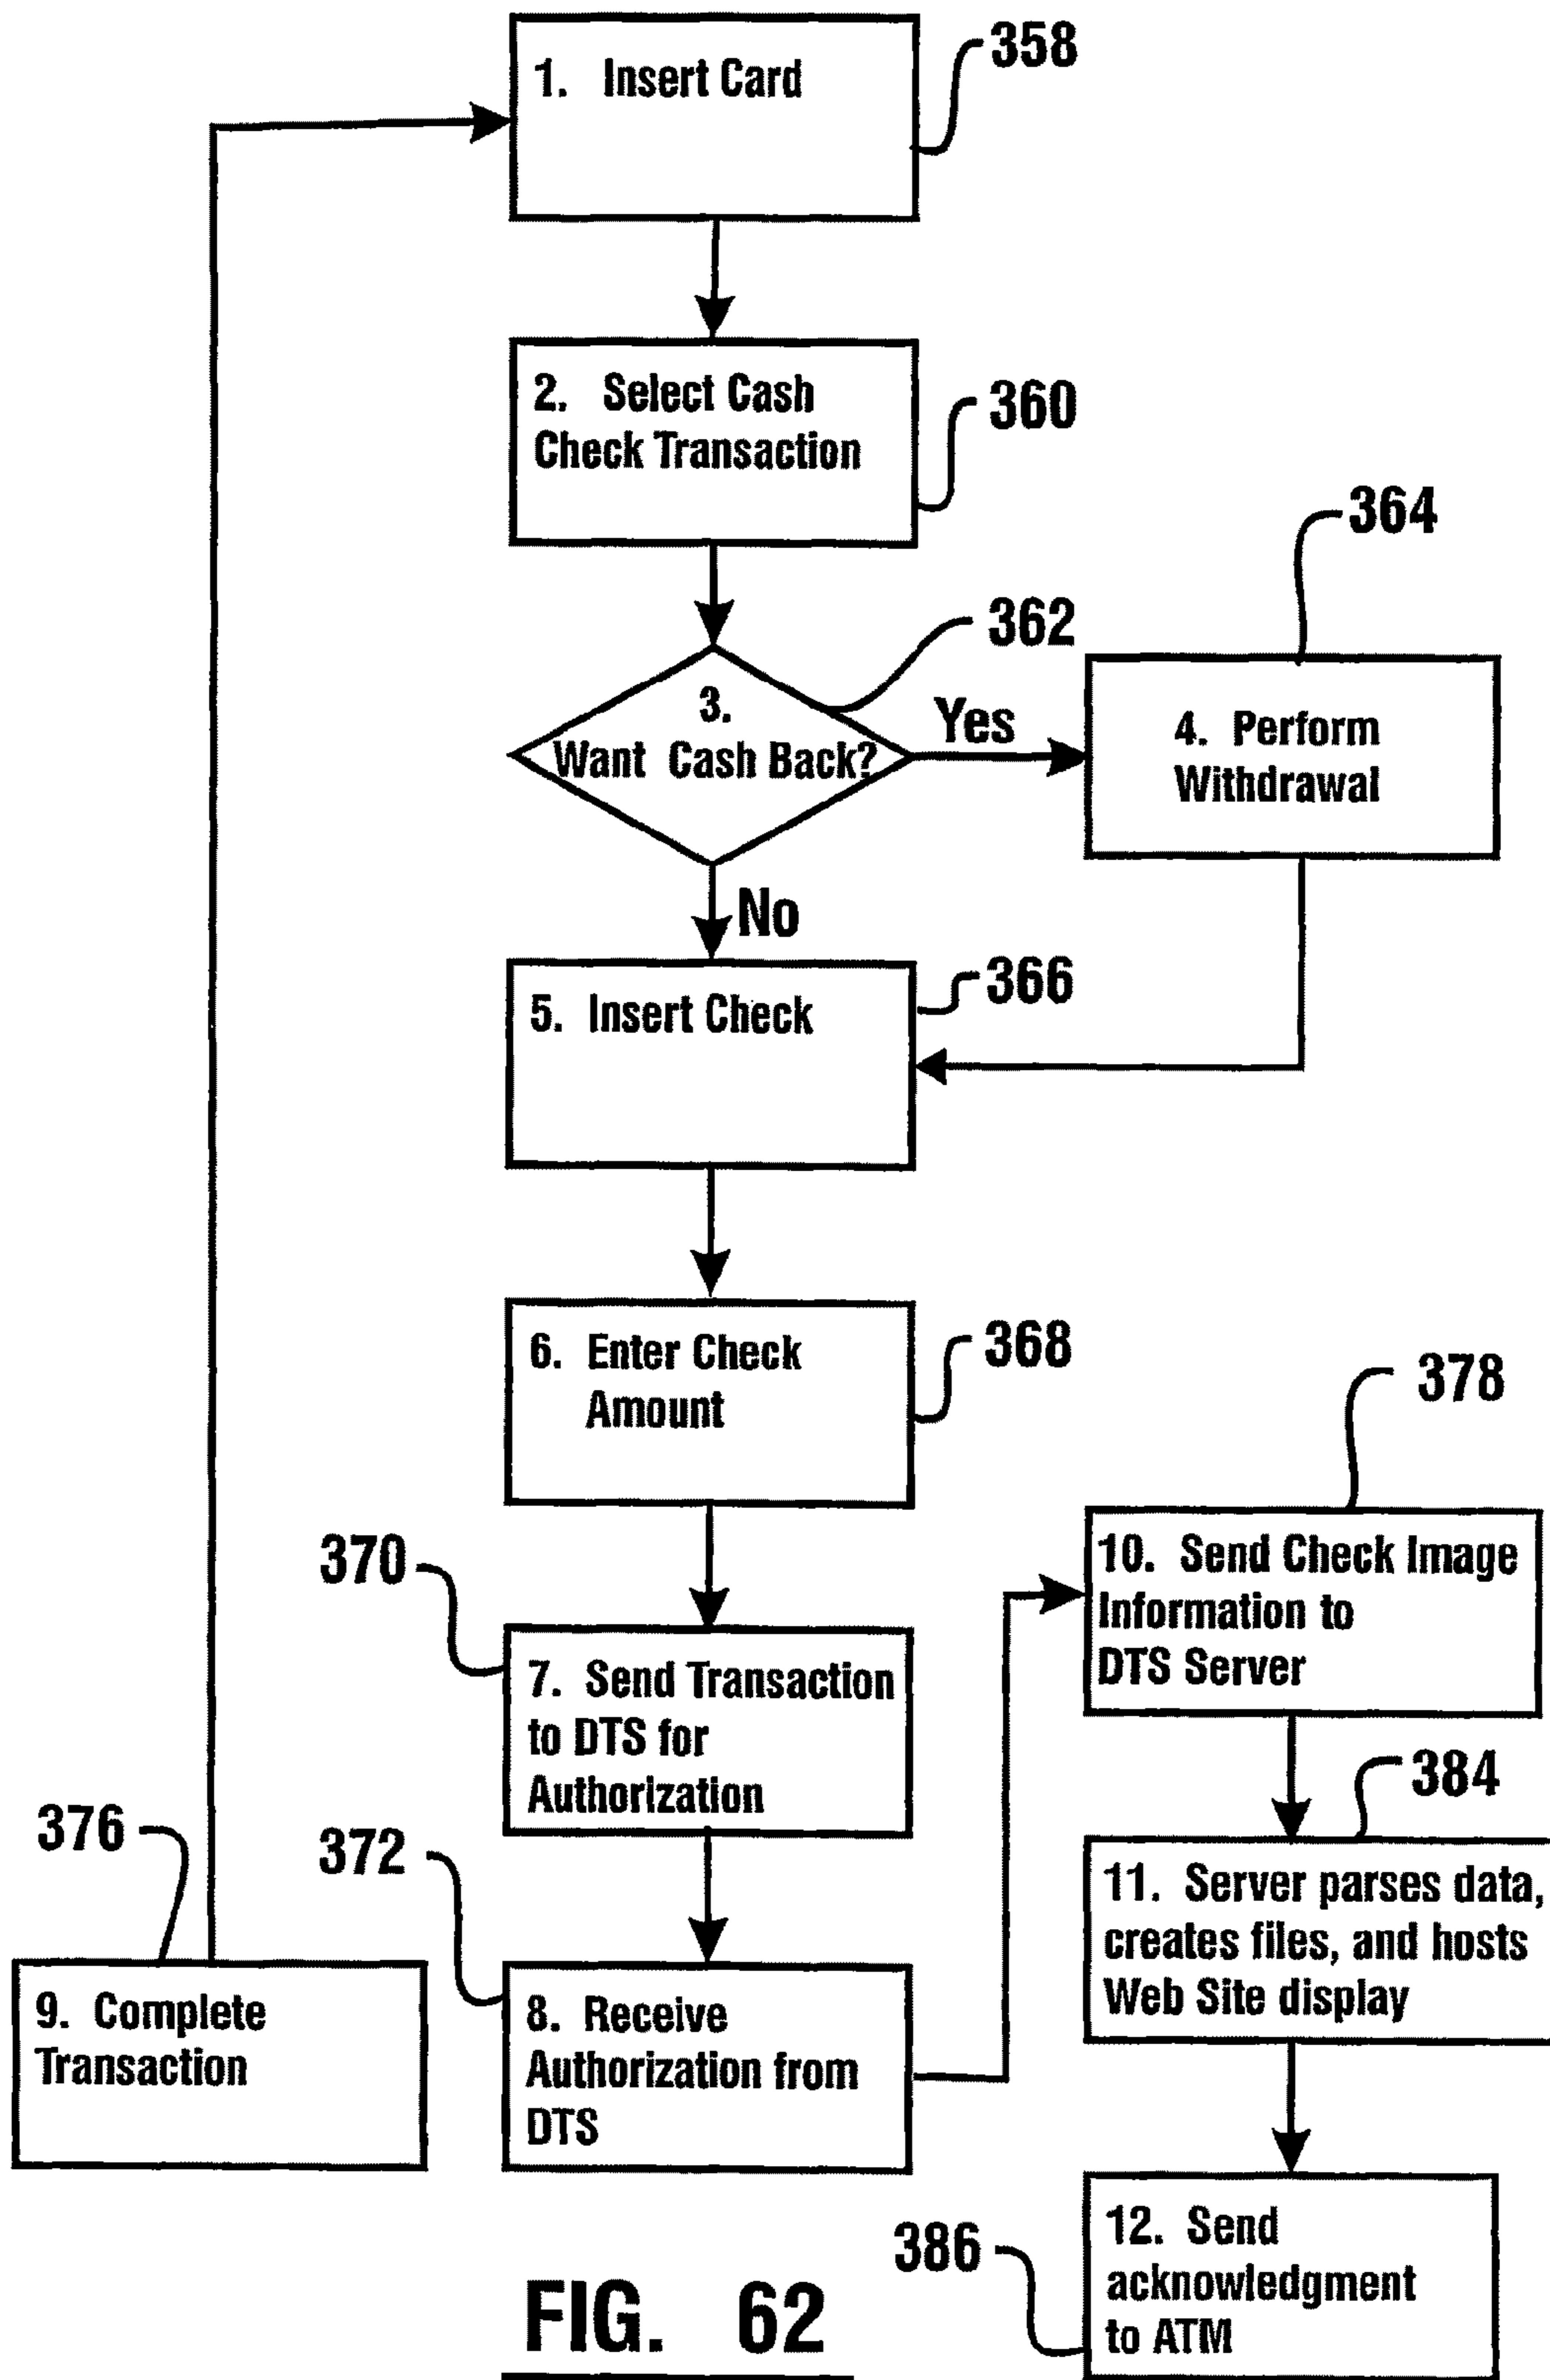 1. Insert Card
358
2. Select Cash
Check Transaction
360
364
362
3.
Want Cash Back?
Yes
4. Perform
Withdrawal
No
5. Insert Check
366
6. Enter Check
Amount
368
378
370
7. Send Transaction
to DTS for
Authorization
10. Send Check Image
Information to
DTS Server
384
376
372
9. Complete
Transaction
8. Receive
Authorization from
DTS
11. Server parses data,
creates files, and hosts
Web Site display
386
12. Send
acknowledgment
to ATM
FIG. 62